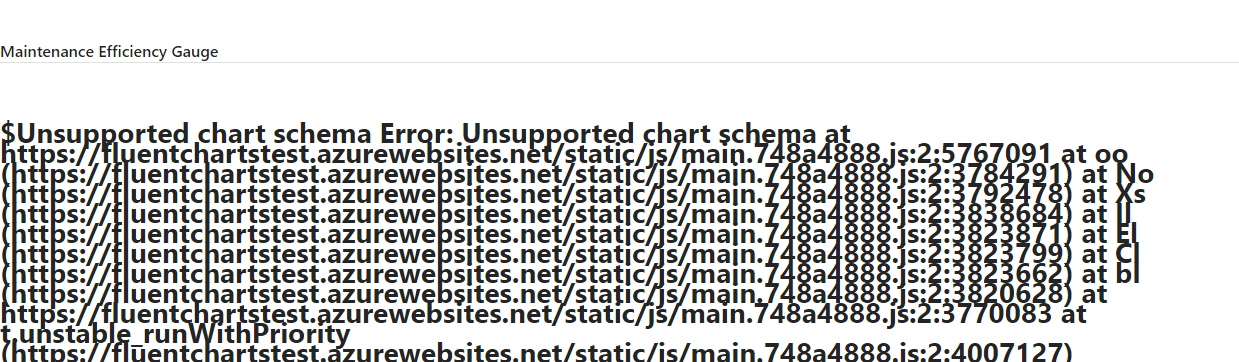 Maintenance Efficiency Gauge
$Unsupported chart schema Error: Unsupported chart schema at
https://fluentchartstest.azurewebsites.net/static/js/main.748a4888.js:2:5767091 at oo
(https://fluentchartstest.azurewebsites.net/static/js/main.748a4888.js:2:3784291) at No
(https://fluentchartstest.azurewebsites.net/static/js/main.748a4888.js:2:3792478) at Xs
(https://fluentchartstest.azurewebsites.net/static/js/main.748a4888.js:2:3838684) at Il
(https://fluentchartstest.azurewebsites.net/static/js/main.748a4888.js:2:3823871) at El
(https://fluentchartstest.azurewebsites.net/static/js/main.748a4888.js:2:3823799) at Cl
(https://fluentchartstest.azurewebsites.net/static/js/main.748a4888.js:2:3823662) at bl
(https://fluentchartstest.azurewebsites.net/static/js/main.748a4888.js:2:3820628) at
https://fluentchartstest.azurewebsites.net/static/js/main.748a4888.js:2:3770083 at
t.unstable_runWithPriority
(https://fluentchartstest.azurewebsites.net/static/js/main.748a4888.js:2:4007127)